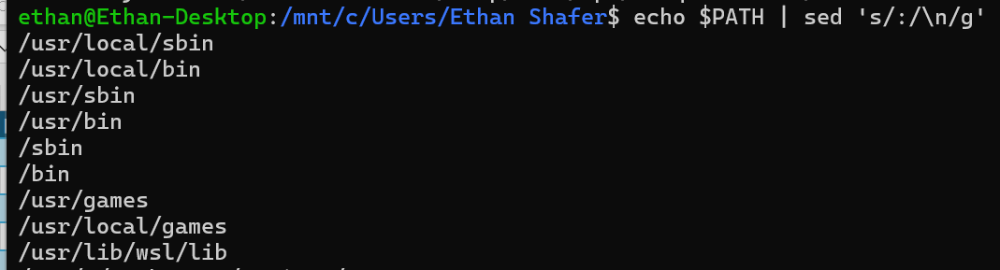 ethan@Ethan-Desktop:/mnt/c/Users/Ethan Shafer$ echo $PATH | sed 's/:/\n/g'
/usr/local/sbin
/usr/local/bin
/usr/sbin
/usr/bin
/sbin
/bin
/usr/games
/usr/local/games
/usr/lib/wsl/lib